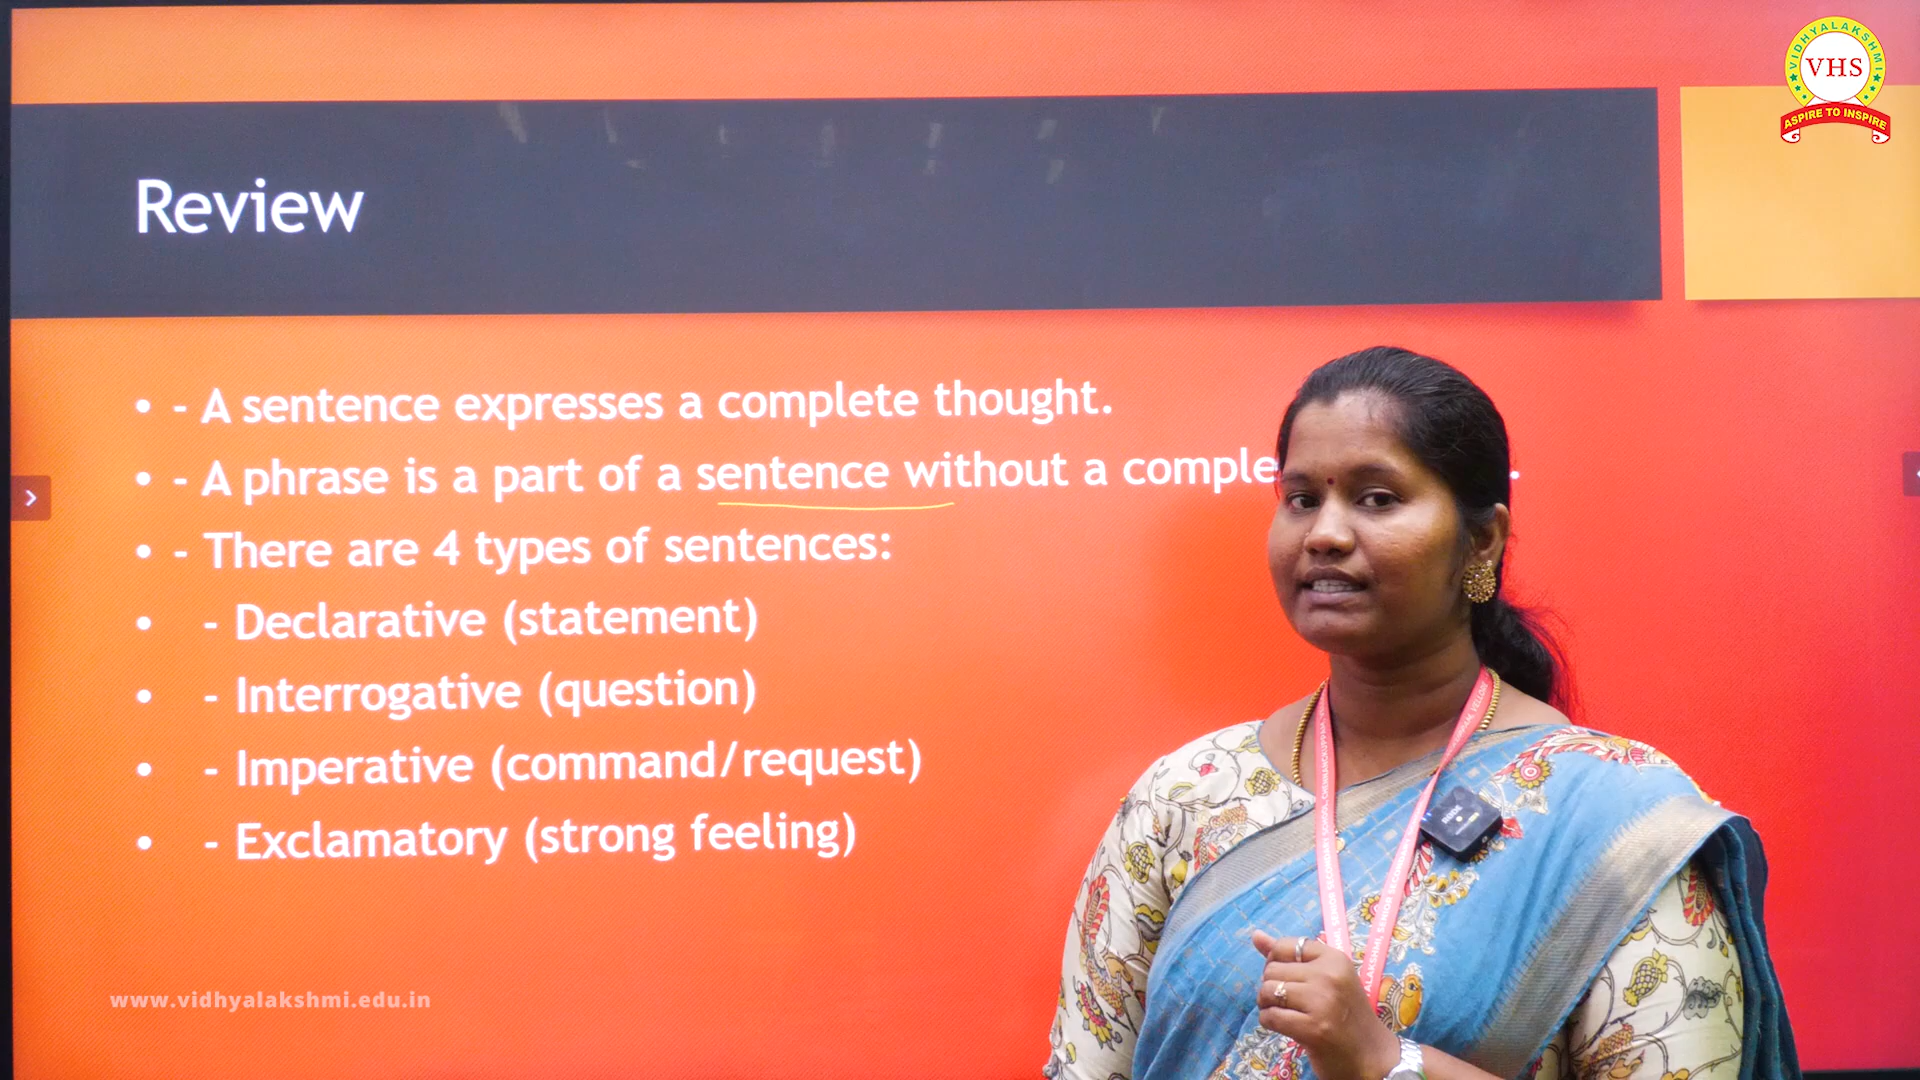 VIDHYALAKSHMI
VHS
ASPIRE TO INSPIRE
Review
• - A sentence expresses a complete thought.
• - A phrase is a part of a sentence without a comple
• - There are 4 types of sentences:
• - Declarative (statement)
• - Interrogative (question)
• - Imperative (command/request)
• - Exclamatory (strong feeling)
www.vidhyalakshmi.edu.in